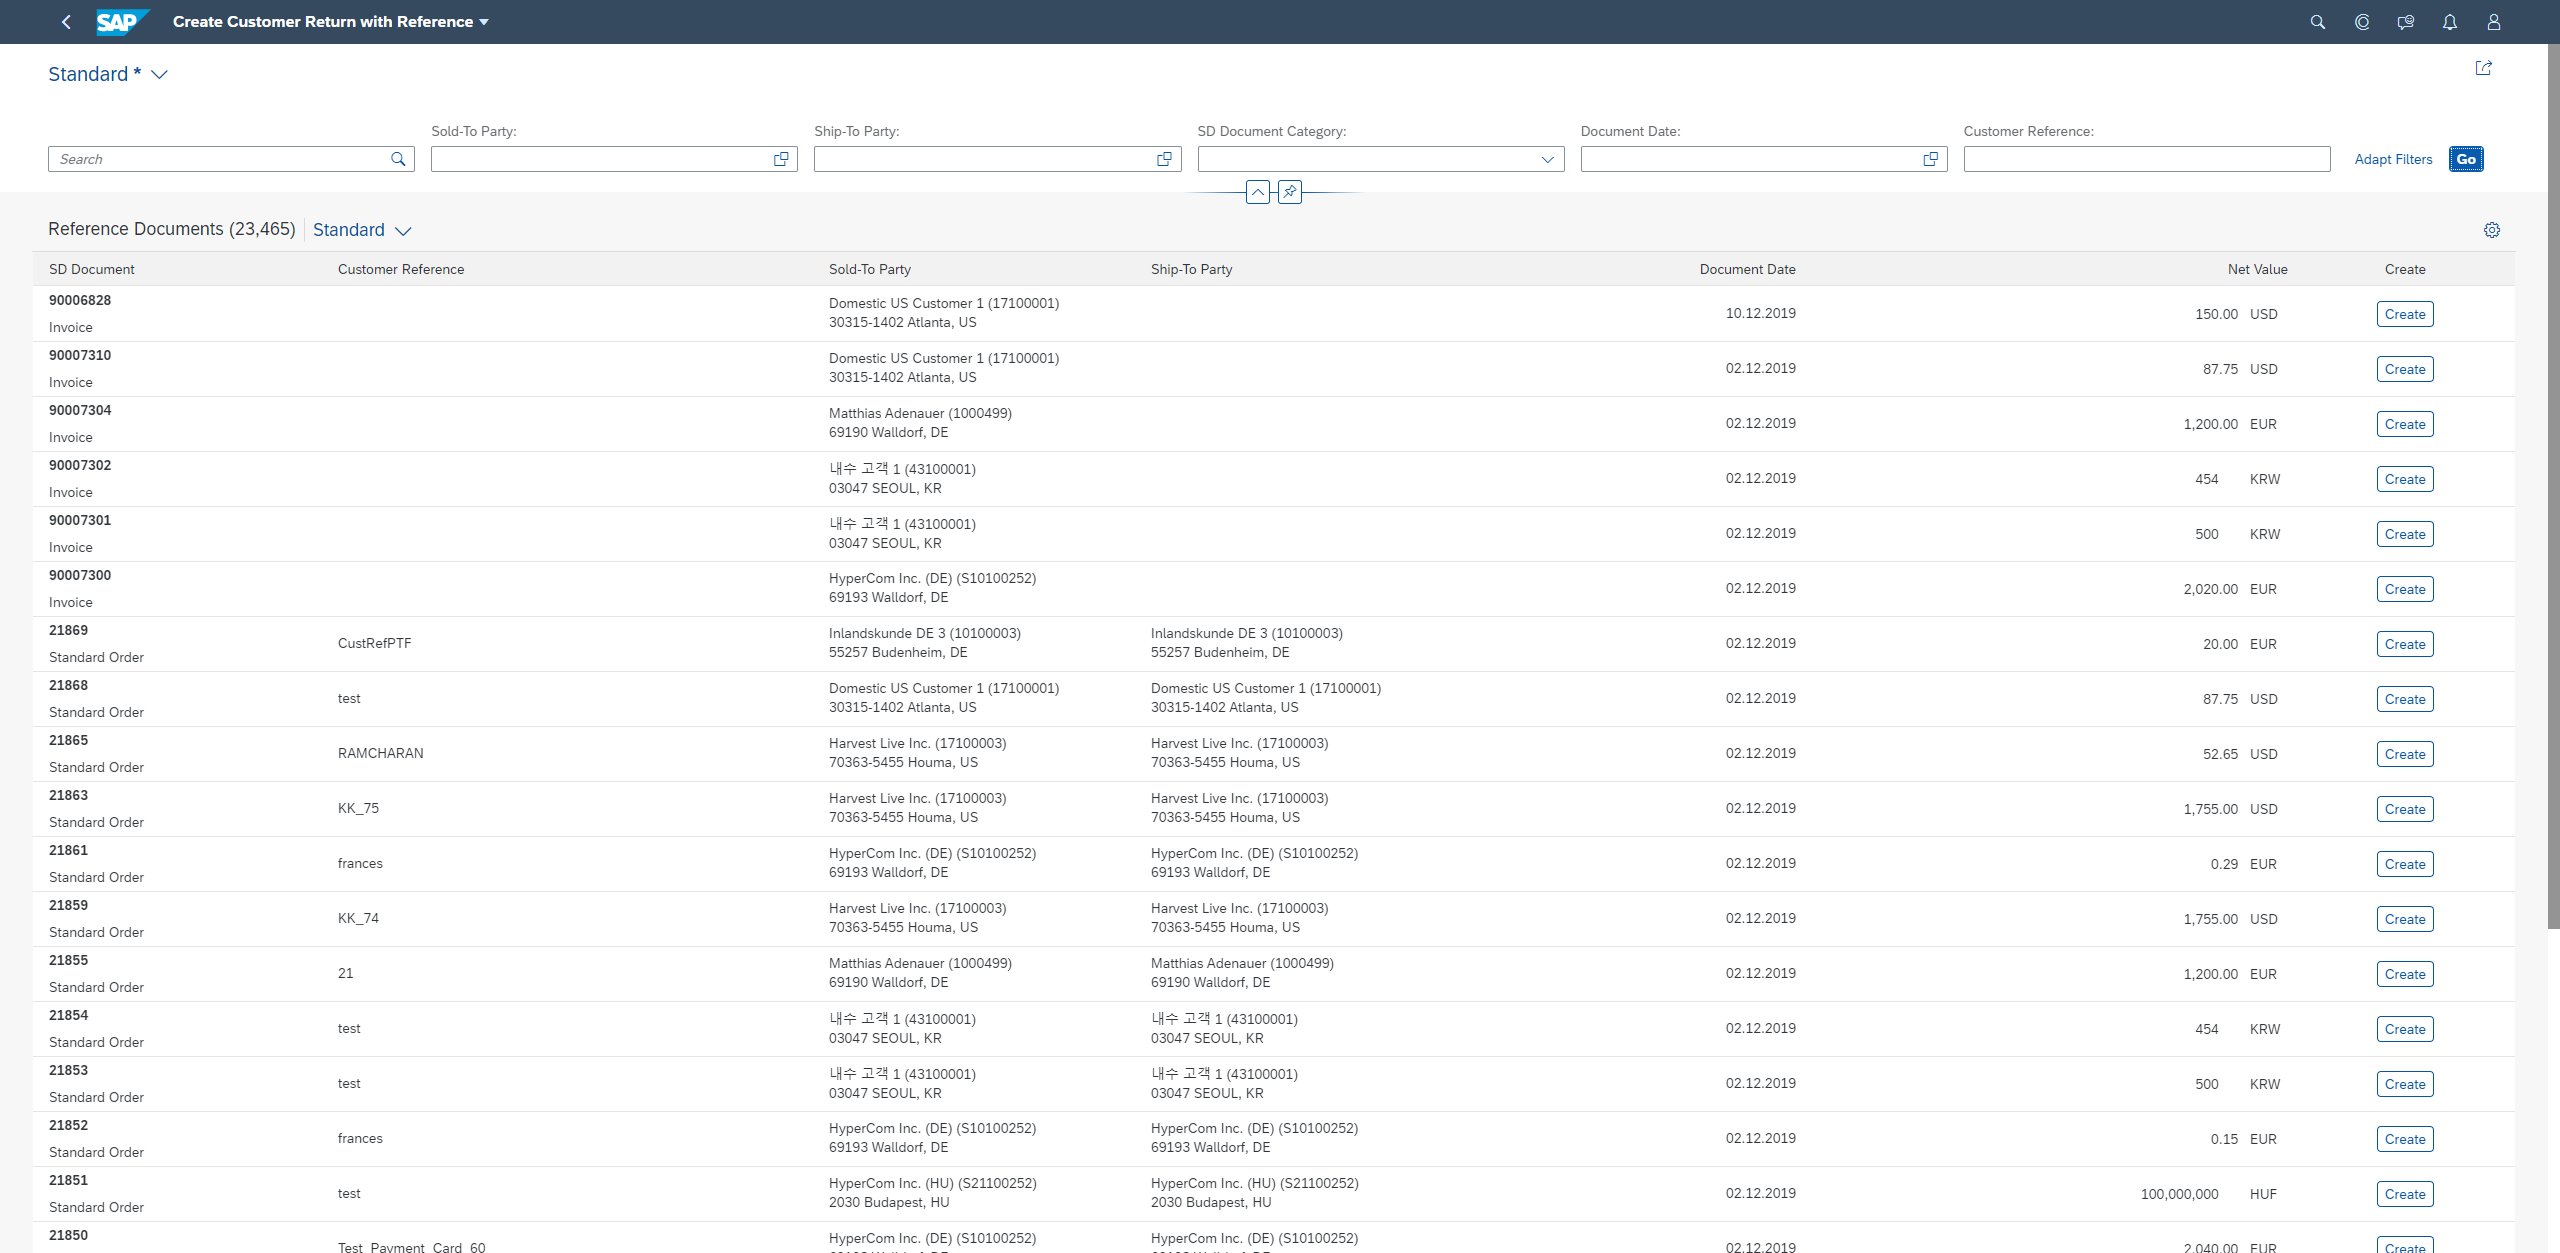 SAP Create Customer Return with Reference
Standard *
Sold-To Party: Ship-To Party: SD Document Category: Document Date: Customer Reference:
Search Adapt Filters Go
Reference Documents (23,465) Standard
SD Document Customer Reference Sold-To Party Ship-To Party Document Date Net Value Create
90006828
Invoice
Domestic US Customer 1 (17100001)
30315-1402 Atlanta, US
10.12.2019
150.00 USD
Create
90007310
Invoice
Domestic US Customer 1 (17100001)
30315-1402 Atlanta, US
02.12.2019
87.75 USD
Create
90007304
Invoice
Matthias Adenauer (1000499)
69190 Walldorf, DE
02.12.2019
1,200.00 EUR
Create
90007302
Invoice
내수 고객 1 (43100001)
03047 SEOUL, KR
02.12.2019
454 KRW
Create
90007301
Invoice
내수 고객 1 (43100001)
03047 SEOUL, KR
02.12.2019
500 KRW
Create
90007300
Invoice
HyperCom Inc. (DE) (S10100252)
69193 Walldorf, DE
02.12.2019
2,020.00 EUR
Create
21869
Standard Order
CustRefPTF
Inlandskunde DE 3 (10100003)
55257 Budenheim, DE
Inlandskunde DE 3 (10100003)
55257 Budenheim, DE
02.12.2019
20.00 EUR
Create
21868
Standard Order
test
Domestic US Customer 1 (17100001)
30315-1402 Atlanta, US
Domestic US Customer 1 (17100001)
30315-1402 Atlanta, US
02.12.2019
87.75 USD
Create
21865
Standard Order
RAMCHARAN
Harvest Live Inc. (17100003)
70363-5455 Houma, US
Harvest Live Inc. (17100003)
70363-5455 Houma, US
02.12.2019
52.65 USD
Create
21863
Standard Order
KK_75
Harvest Live Inc. (17100003)
70363-5455 Houma, US
Harvest Live Inc. (17100003)
70363-5455 Houma, US
02.12.2019
1,755.00 USD
Create
21861
Standard Order
frances
HyperCom Inc. (DE) (S10100252)
69193 Walldorf, DE
HyperCom Inc. (DE) (S10100252)
69193 Walldorf, DE
02.12.2019
0.29 EUR
Create
21859
Standard Order
KK_74
Harvest Live Inc. (17100003)
70363-5455 Houma, US
Harvest Live Inc. (17100003)
70363-5455 Houma, US
02.12.2019
1,755.00 USD
Create
21855
Standard Order
21
Matthias Adenauer (1000499)
69190 Walldorf, DE
Matthias Adenauer (1000499)
69190 Walldorf, DE
02.12.2019
1,200.00 EUR
Create
21854
Standard Order
test
내수 고객 1 (43100001)
03047 SEOUL, KR
내수 고객 1 (43100001)
03047 SEOUL, KR
02.12.2019
454 KRW
Create
21853
Standard Order
test
내수 고객 1 (43100001)
03047 SEOUL, KR
내수 고객 1 (43100001)
03047 SEOUL, KR
02.12.2019
500 KRW
Create
21852
Standard Order
frances
HyperCom Inc. (DE) (S10100252)
69193 Walldorf, DE
HyperCom Inc. (DE) (S10100252)
69193 Walldorf, DE
02.12.2019
0.15 EUR
Create
21851
Standard Order
test
HyperCom Inc. (HU) (S21100252)
2030 Budapest, HU
HyperCom Inc. (HU) (S21100252)
2030 Budapest, HU
02.12.2019
100,000,000 HUF
Create
21850
Test_Payment_Card_60
HyperCom Inc. (DE) (S10100252)
HyperCom Inc. (DE) (S10100252)
02.12.2019
2,040.00 EUR
Create